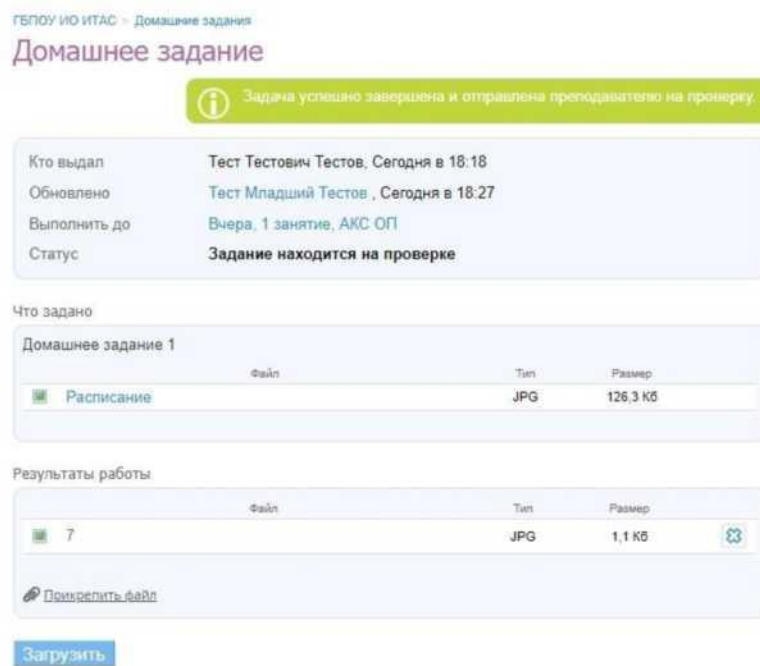 ГБПОУ ИО ИТАС > Домашние задания
Домашнее задание
Задача успешно завершена и отправлена преподавателю на проверку.
Кто выдал Тест Тестович Тестов, Сегодня в 18:18
Обновлено Тест Младший Тестов , Сегодня в 18:27
Выполнить до Вчера, 1 занятие, АКС ОП
Статус Задание находится на проверке
Что задано
Домашнее задание 1
Файл Тип Размер
Расписание JPG 126,3 Кб
Результаты работы
Файл Тип Размер
7 JPG 1,1 Кб
Прикрепить файл
Загрузить